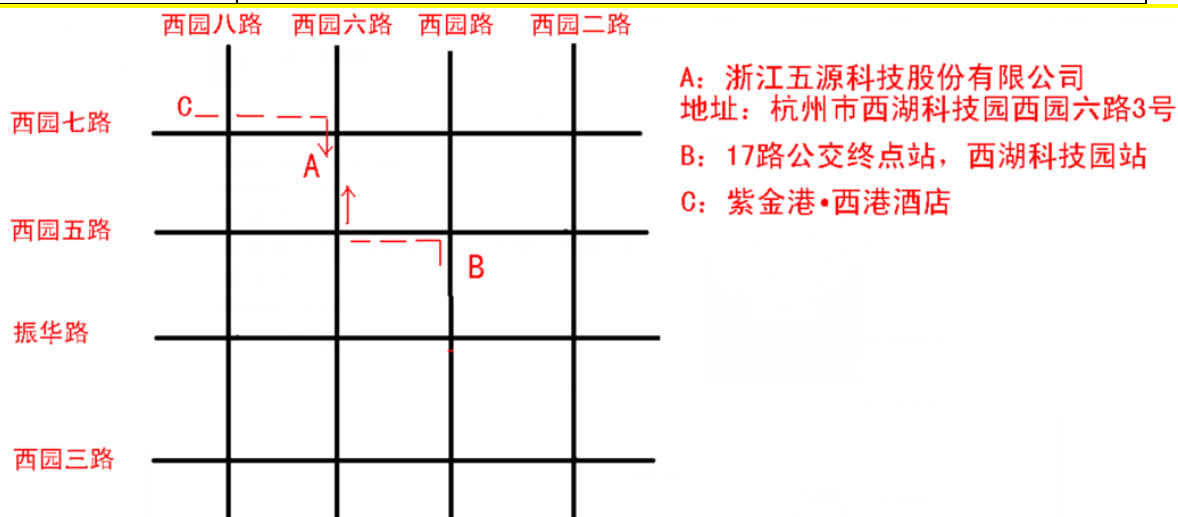 西园八路 西园六路 西园路 西园二路
A：浙江五源科技股份有限公司
地址：杭州市西湖科技园西园六路3号
C
西园七路
B：17路公交终点站，西湖科技园站
A
C：紫金港•西港酒店
西园五路
B
振华路
西园三路